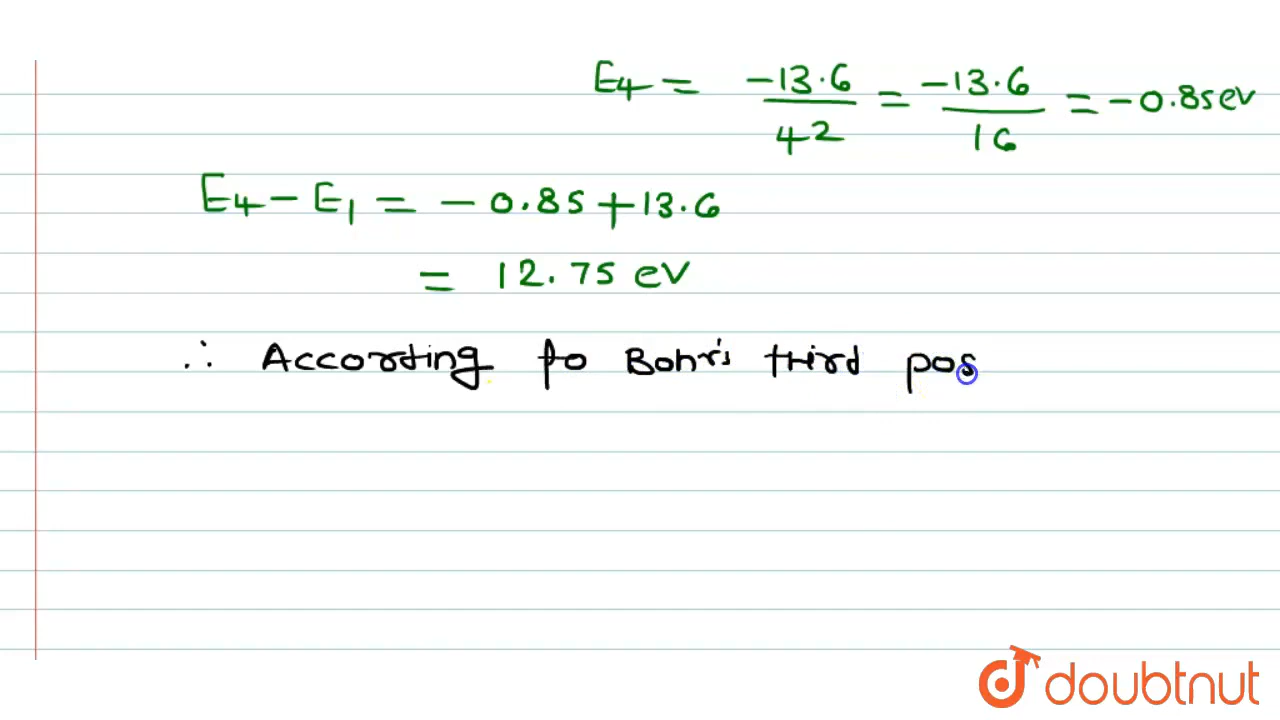 E4 = -13.6/42 = -13.6/16 = -0.85eV
E4 - E1 = -0.85 + 13.6
= 12.75 eV
∴ According to Bohr's third pos
doubtnut